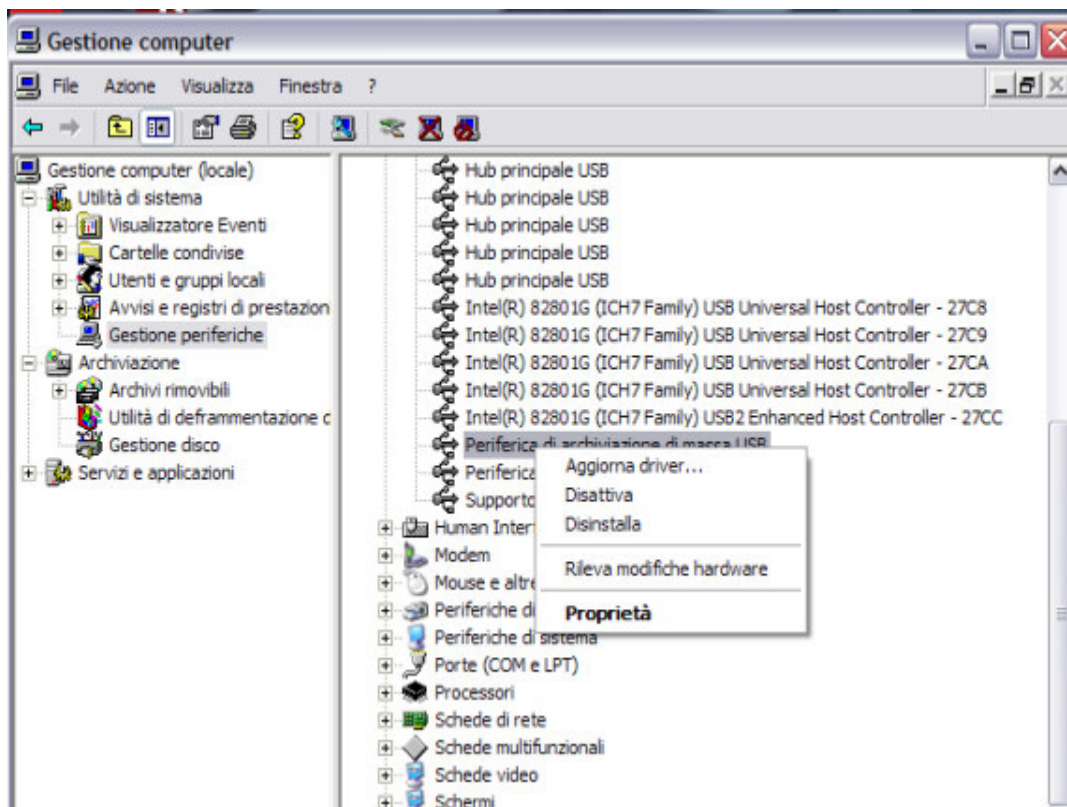 Gestione computer
File Azione Visualizza Finestra ?
Gestione computer (locale)
Utilità di sistema
Visualizzatore Eventi
Cartelle condivise
Utenti e gruppi locali
Avvisi e registri di prestazion
Gestione periferiche
Archiviazione
Archivi rimovibili
Utilità di deframmentazione c
Gestione disco
Servizi e applicazioni
Hub principale USB
Hub principale USB
Hub principale USB
Hub principale USB
Hub principale USB
Intel(R) 82801G (ICH7 Family) USB Universal Host Controller - 27C8
Intel(R) 82801G (ICH7 Family) USB Universal Host Controller - 27C9
Intel(R) 82801G (ICH7 Family) USB Universal Host Controller - 27CA
Intel(R) 82801G (ICH7 Family) USB Universal Host Controller - 27CB
Intel(R) 82801G (ICH7 Family) USB2 Enhanced Host Controller - 27CC
Periferica di archiviazione di massa USB
Periferica
Supporto
Human Inter
Modem
Mouse e altre
Periferiche di
Periferiche di sistema
Porte (COM e LPT)
Processori
Schede di rete
Schede multifunzionali
Schede video
Schermi
Aggiorna driver...
Disattiva
Disinstalla
Rileva modifiche hardware
Proprietà